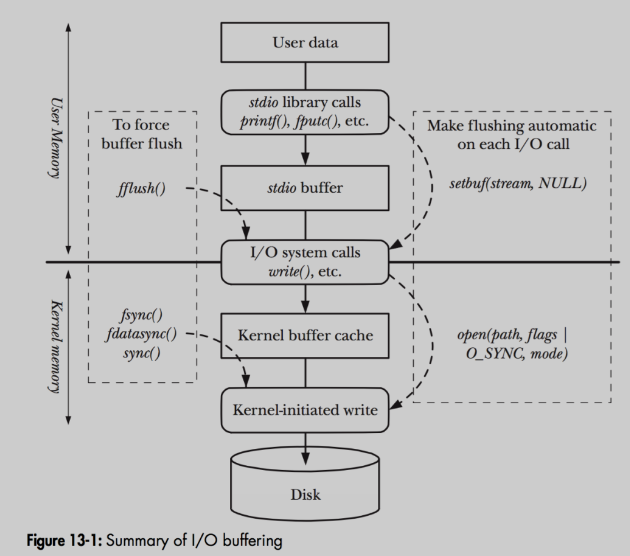 User data
User Memory
stdio library calls
printf(), fputc(), etc.
To force
buffer flush
Make flushing automatic
on each I/O call
fflush()
stdio buffer
setbuf(stream, NULL)
I/O system calls
write(), etc.
Kernel memory
fsync()
fdatasync()
sync()
Kernel buffer cache
open(path, flags |
O_SYNC, mode)
Kernel-initiated write
Disk
Figure 13-1: Summary of I/O buffering